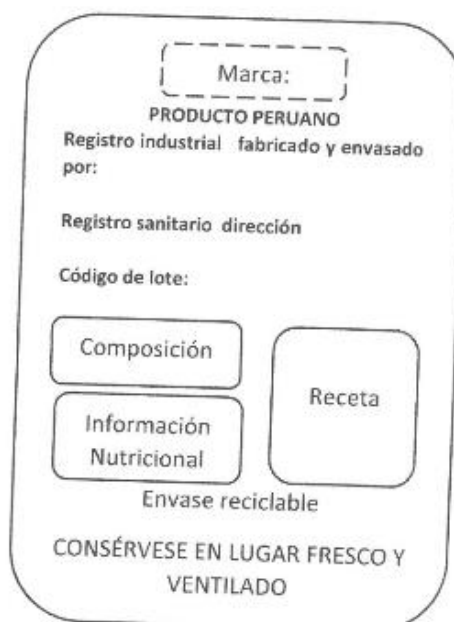 Marca:
PRODUCTO PERUANO
Registro industrial fabricado y envasado
por:
Registro sanitario dirección
Código de lote:
Composición
Información
Nutricional
Receta
Envase reciclable
CONSÉRVESE EN LUGAR FRESCO Y
VENTILADO